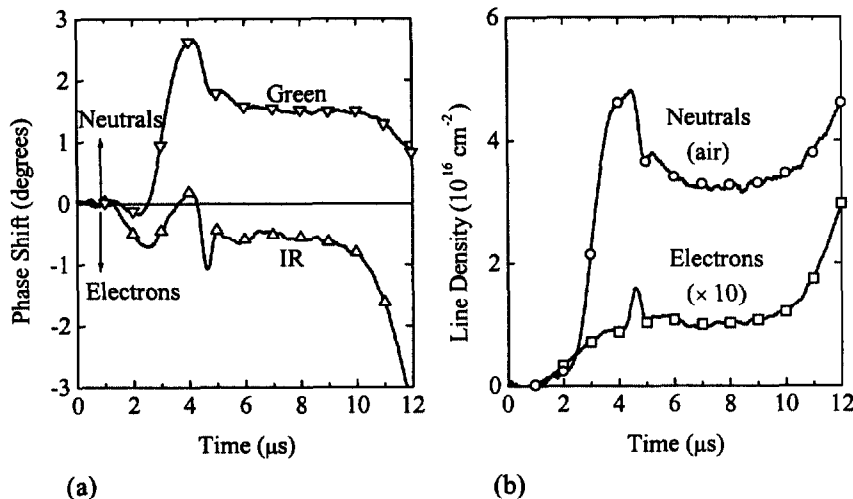 3
2
1
0
-1
-2
-3
Phase Shift (degrees)
Neutrals
Electrons
Green
IR
0 2 4 6 8 10 12
Time (μs)
(a)
6
4
2
0
Line Density (10¹⁶ cm⁻²)
Neutrals
(air)
Electrons
(× 10)
0 2 4 6 8 10 12
Time (μs)
(b)